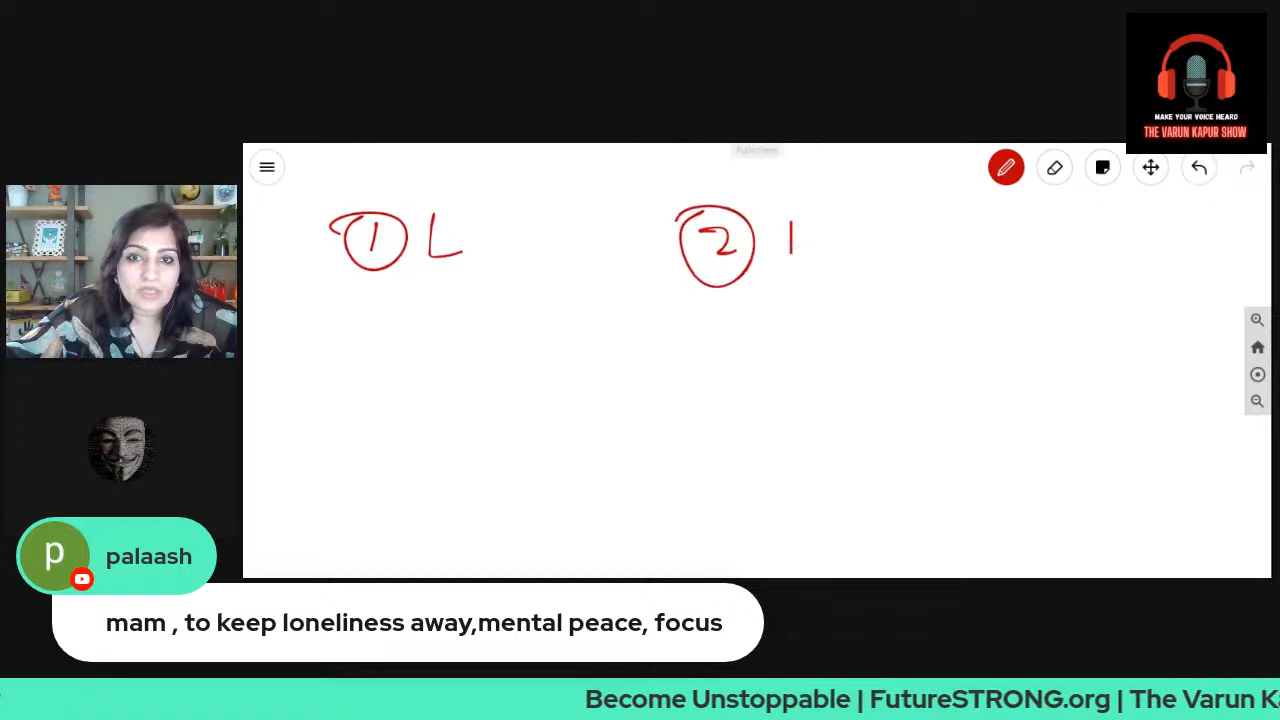 MAKE YOUR VOICE HEARD
THE VARUN KAPUR SHOW
Fullscreen
1 L
2 I
p
palaash
mam , to keep loneliness away,mental peace, focus
Become Unstoppable | FutureSTRONG.org | The Varun K